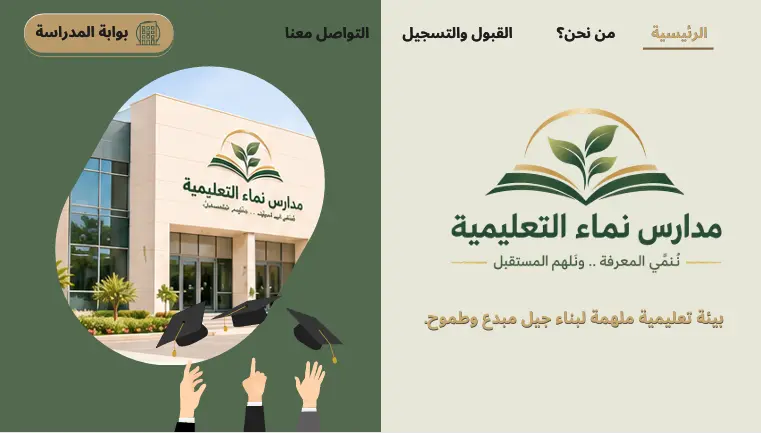 الرئيسية
من نحن؟
القبول والتسجيل
التواصل معنا
بوابة المدراسة
مدارس نماء التعليمية
نُنمِّي المعرفة .. ونُلهم المستقبل
بيئة تعليمية ملهمة لبناء جيل مبدع وطموح.
مدارس نماء التعليمية